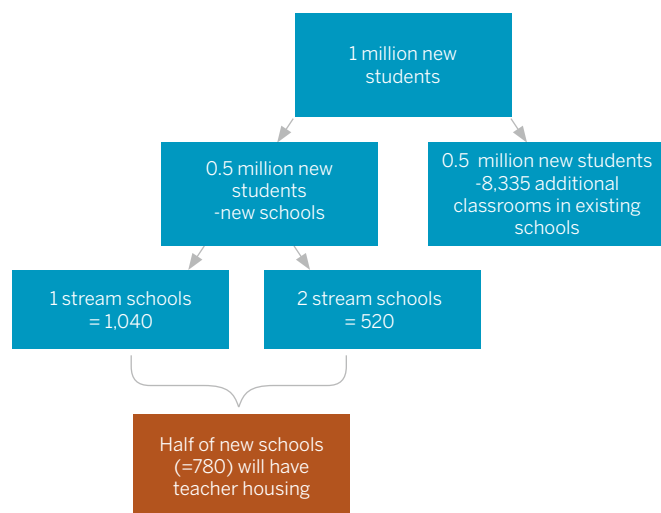 1 million new
students
0.5 million new
students
-new schools
0.5  million new students
-8,335 additional
classrooms in existing
schools
1 stream schools
= 1,040
2 stream schools
= 520
Half of new schools
(=780) will have
teacher housing